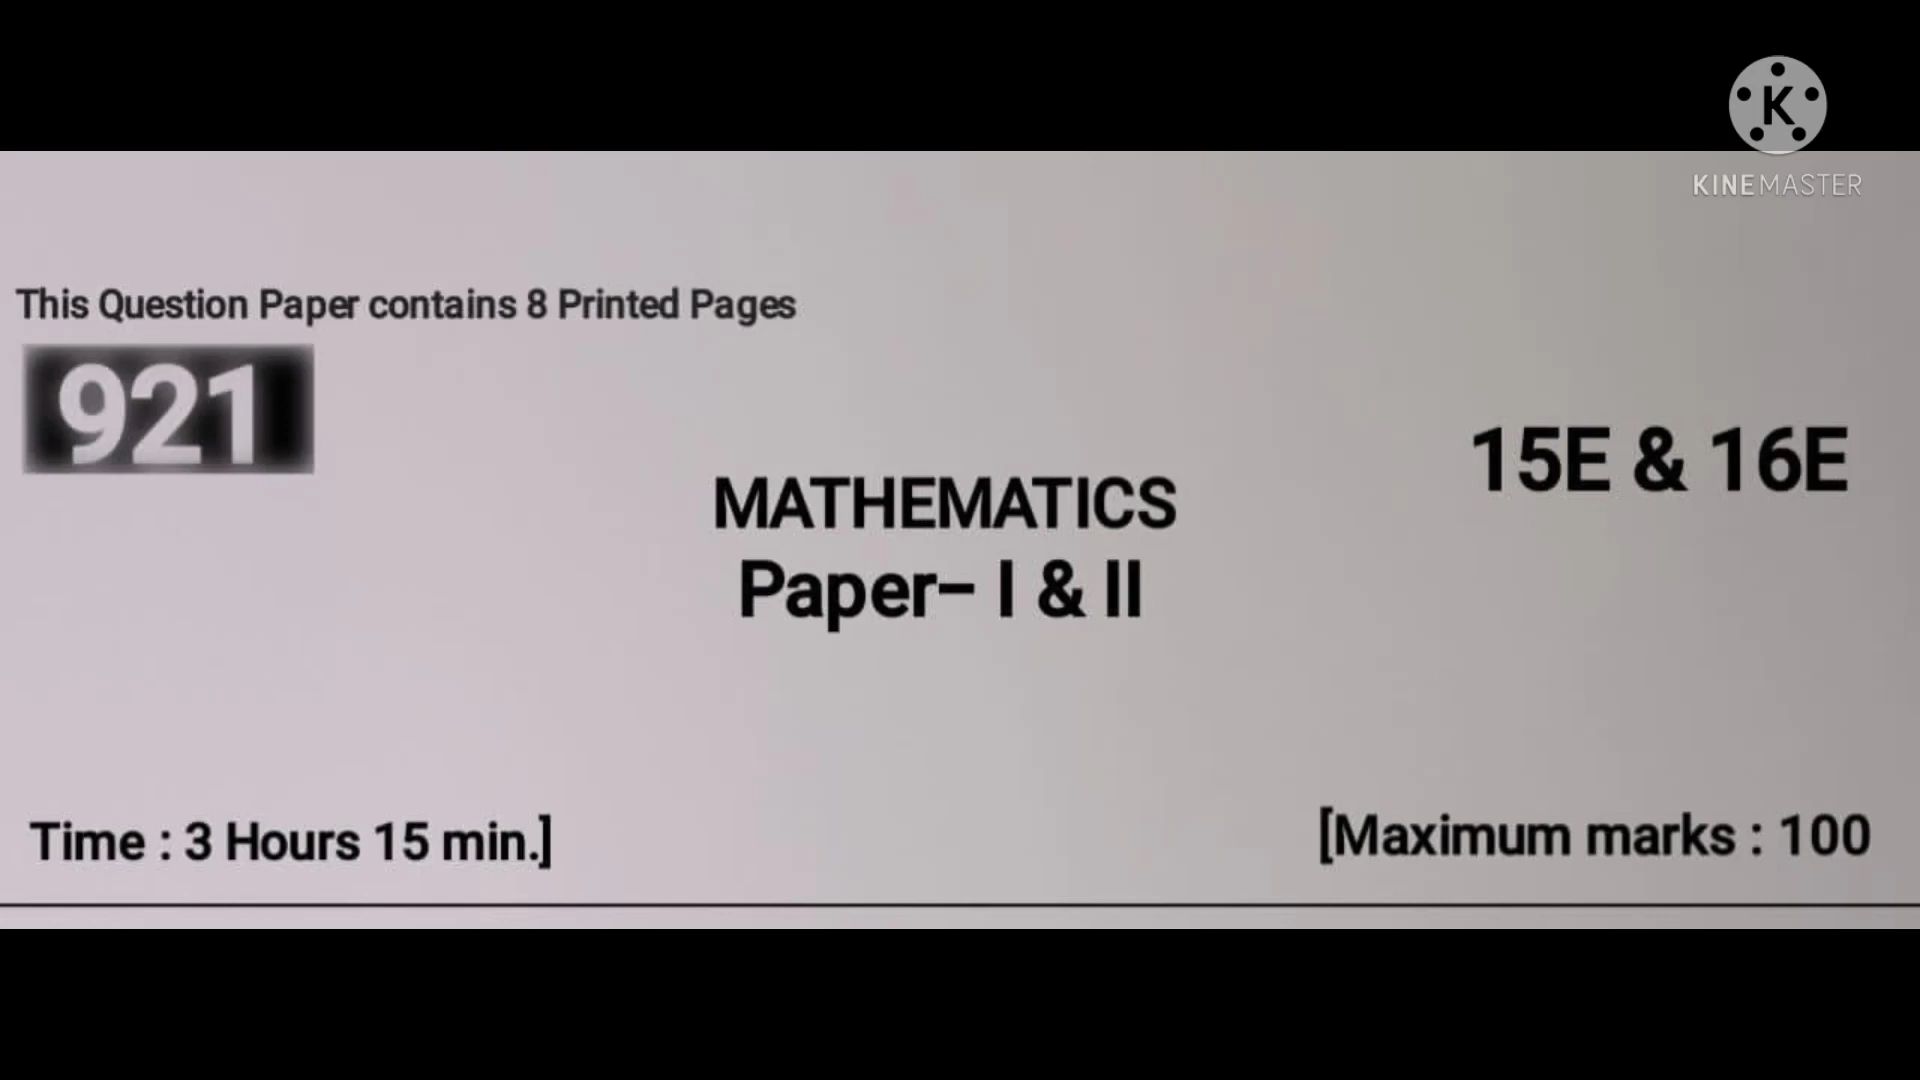 K
KINEMASTER
This Question Paper contains 8 Printed Pages
921
15E & 16E
MATHEMATICS
Paper– I & II
Time : 3 Hours 15 min.]
[Maximum marks : 100